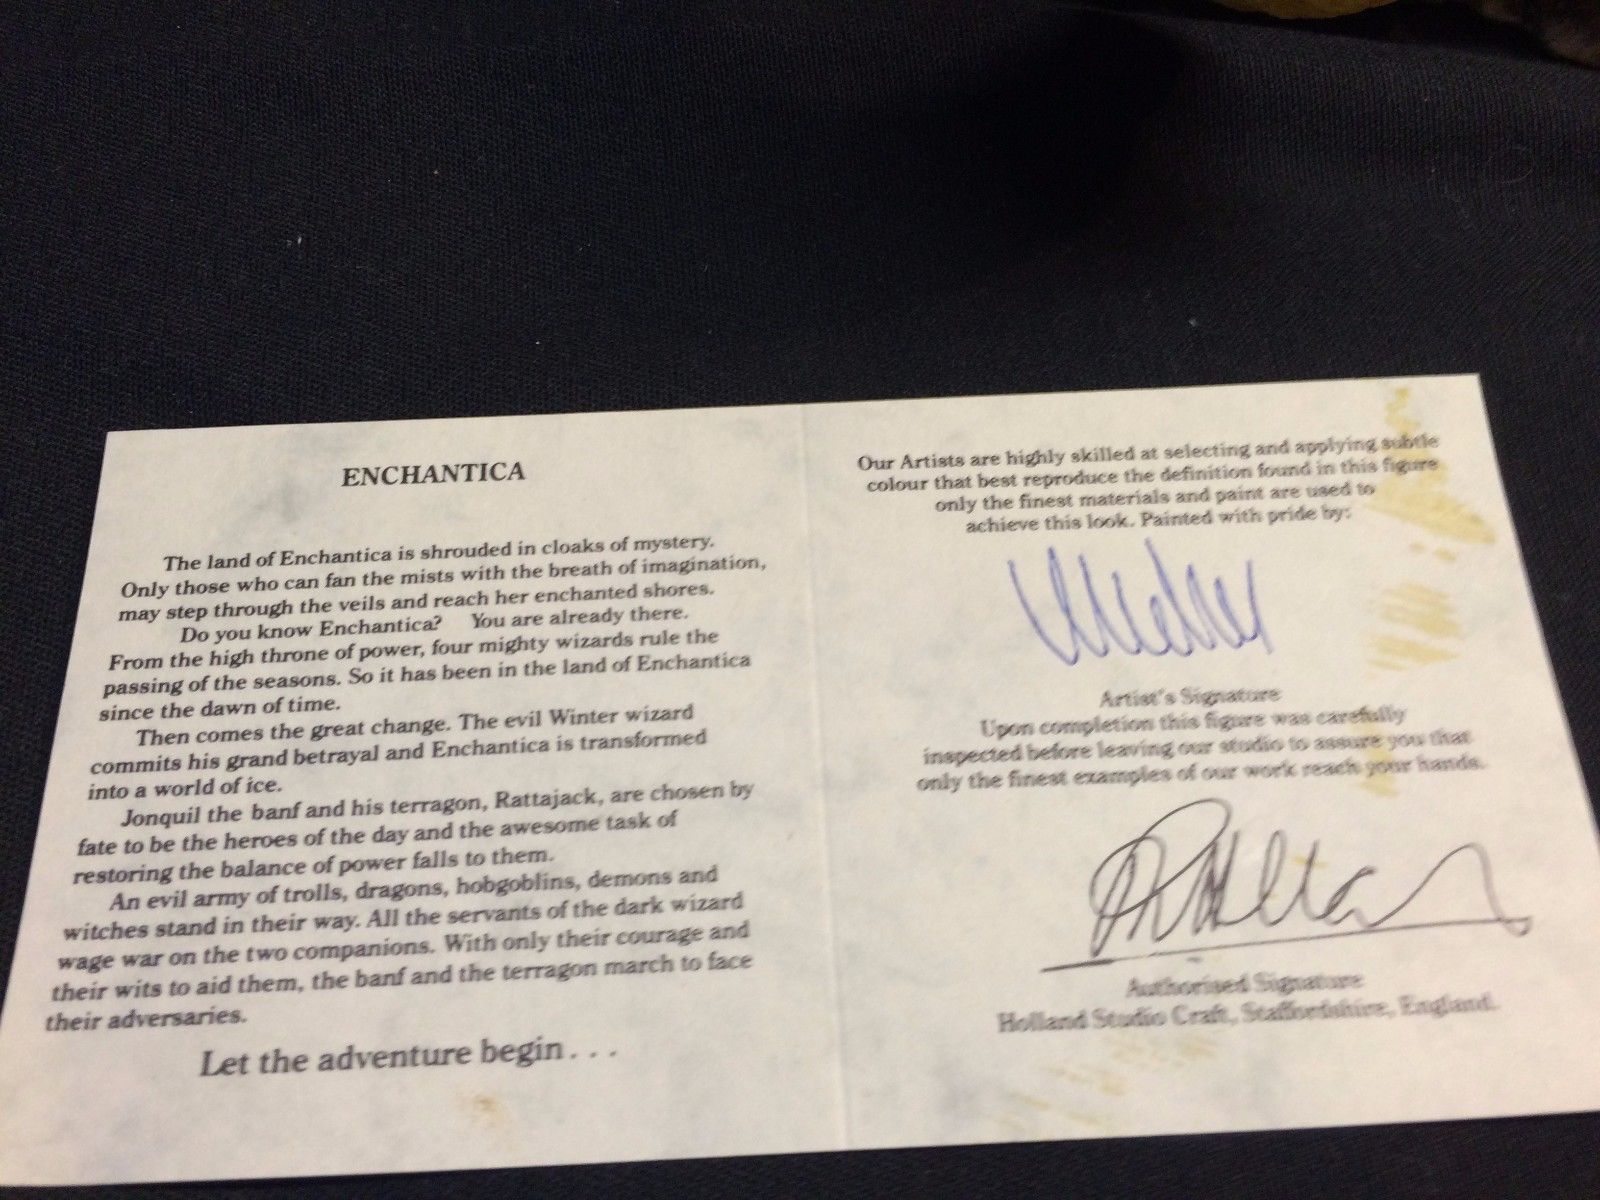 ENCHANTICA
The land of Enchantica is shrouded in cloaks of mystery.
Only those who can fan the mists with the breath of imagination,
may step through the veils and reach her enchanted shores.
Do you know Enchantica? You are already there.
From the high throne of power, four mighty wizards rule the
passing of the seasons. So it has been in the land of Enchantica
since the dawn of time.
Then comes the great change. The evil Winter wizard
commits his grand betrayal and Enchantica is transformed
into a world of ice.
Jonquil the banf and his terragon, Rattajack, are chosen by
fate to be the heroes of the day and the awesome task of
restoring the balance of power falls to them.
An evil army of trolls, dragons, hobgoblins, demons and
witches stand in their way. All the servants of the dark wizard
wage war on the two companions. With only their courage and
their wits to aid them, the banf and the terragon march to face
their adversaries.
Let the adventure begin . . .
Our Artists are highly skilled at selecting and applying subtle
colour that best reproduce the definition found in this figure
only the finest materials and paint are used to
achieve this look. Painted with pride by:
Artist's Signature
Upon completion this figure was carefully
inspected before leaving our studio to assure you that
only the finest examples of our work reach your hands.
Authorised Signature
Holland Studio Craft, Staffordshire, England.